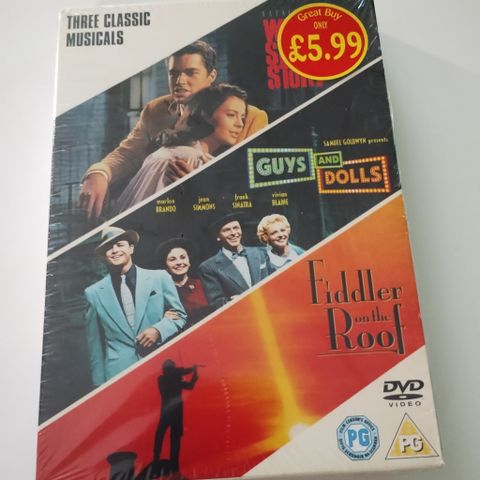 THREE CLASSIC
MUSICALS
Great Buy
ONLY
£5.99
W
S
STORY
SAMUEL GOLDWYN presents
GUYS AND DOLLS
marlon BRANDO
jean SIMMONS
frank SINATRA
vivian BLAINE
Fiddler
on the
Roof
DVD
VIDEO
PG
PG